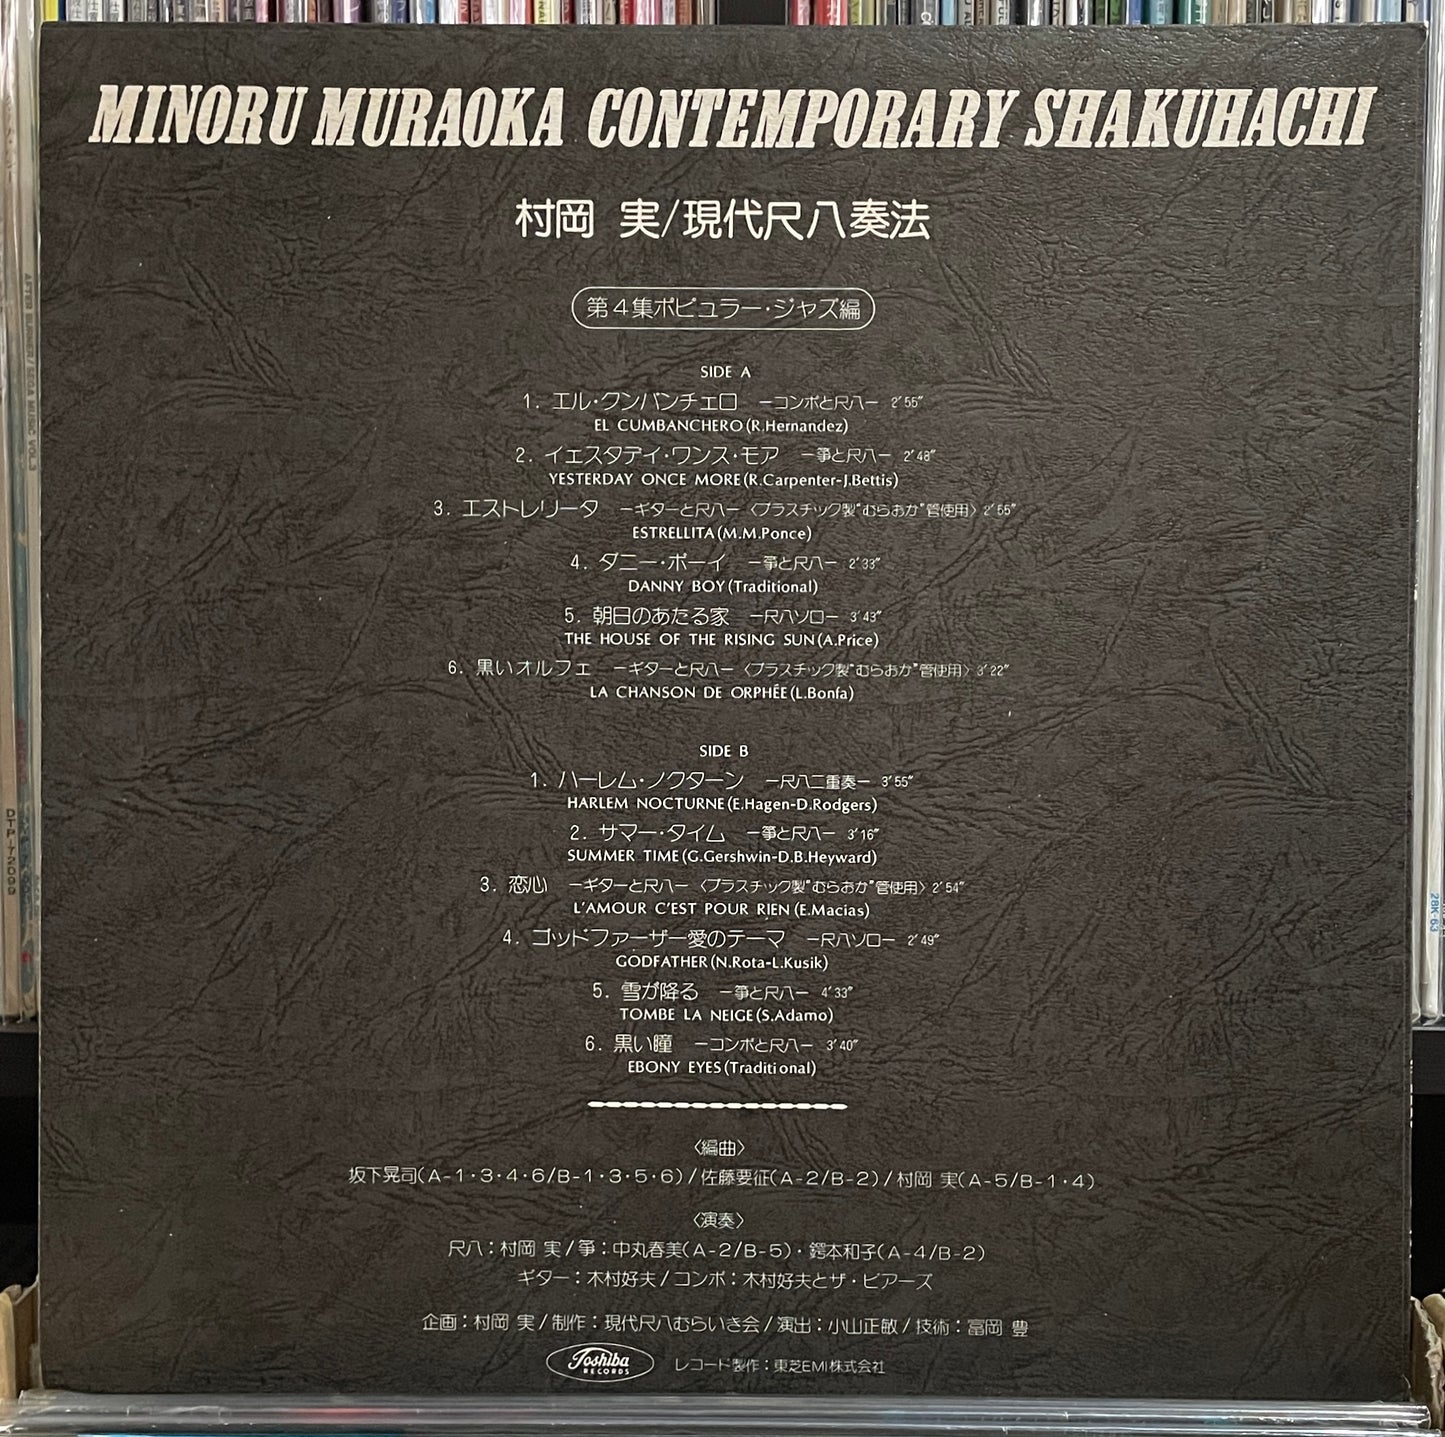 MINORU MURAOKA CONTEMPORARY SHAKUHACHI
村岡 実/現代尺八奏法
第4集ポピュラー・ジャズ編
SIDE A
1. エル・クンバンチェロ ーコンボと尺八ー 2′55″
EL CUMBANCHERO(R.Hernandez)
2. イエスタデイ・ワンス・モア ー箏と尺八ー 2′48″
YESTERDAY ONCE MORE(R.Carpenter-J.Bettis)
3. エストレリータ ーギターと尺八ー〈プラスチック製"むらおか"管使用〉2′55″
ESTRELLITA(M.M.Ponce)
4. ダニー・ボーイ ー箏と尺八ー 2′33″
DANNY BOY(Traditional)
5. 朝日のあたる家 ー尺八ソロー 3′43″
THE HOUSE OF THE RISING SUN(A.Price)
6. 黒いオルフェ ーギターと尺八ー〈プラスチック製"むらおか"管使用〉3′22″
LA CHANSON DE ORPHÉE(L.Bonfa)
SIDE B
1. ハーレム・ノクターン ー尺八二重奏ー 3′55″
HARLEM NOCTURNE(E.Hagen-D.Rodgers)
2. サマー・タイム ー箏と尺八ー 3′16″
SUMMER TIME(G.Gershwin-D.B.Heyward)
3. 恋心 ーギターと尺八ー〈プラスチック製"むらおか"管使用〉2′54″
L'AMOUR C'EST POUR RIEN(E.Macias)
4. ゴッドファーザー愛のテーマ ー尺八ソロー 2′49″
GODFATHER(N.Rota-L.Kusik)
5. 雪が降る ー箏と尺八ー 4′33″
TOMBE LA NEIGE(S.Adamo)
6. 黒い瞳 ーコンボと尺八ー 3′40″
EBONY EYES(Traditional)
〈編曲〉
坂下晃司(A-1・3・4・6/B-1・3・5・6)/佐藤要征(A-2/B-2)/村岡 実(A-5/B-1・4)
〈演奏〉
尺八：村岡 実/箏：中丸春美(A-2/B-5)・鍔本和子(A-4/B-2)
ギター：木村好夫/コンボ：木村好夫とザ・ビアーズ
企画：村岡 実/制作：現代尺八むらいき会/演出：小山正敏/技術：富岡 豊
Toshiba RECORDS レコード製作：東芝EMI株式会社
DTP-72099
28K-63